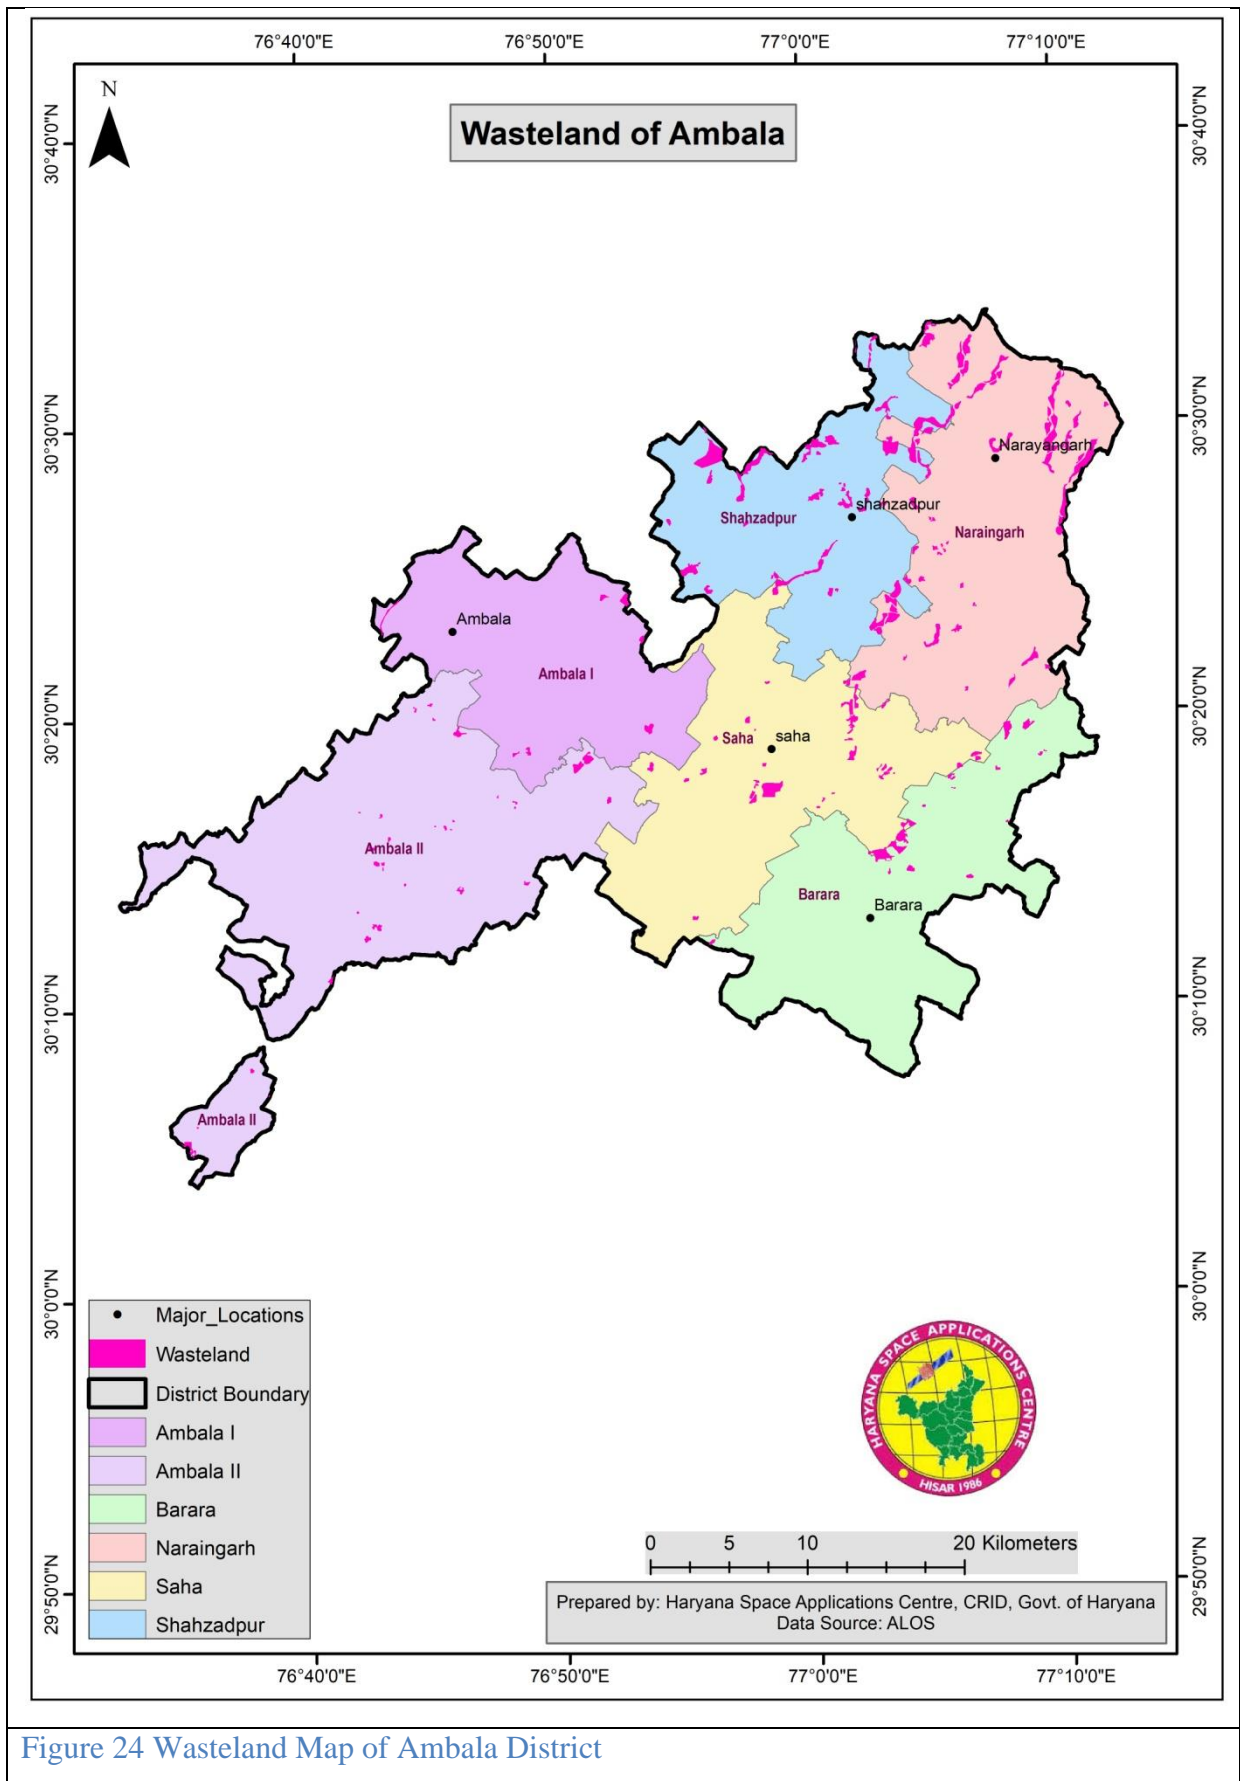 76°40'0"E 76°50'0"E 77°0'0"E 77°10'0"E
N
Wasteland of Ambala
30°40'0"N
30°40'0"N
30°30'0"N
30°30'0"N
Narayangarh
shahzadpur
Shahzadpur
Naraingarh
Ambala
Ambala I
30°20'0"N
30°20'0"N
Saha
saha
Ambala II
Barara
Barara
30°10'0"N
30°10'0"N
Ambala II
30°0'0"N
30°0'0"N
Major_Locations
Wasteland
District Boundary
Ambala I
Ambala II
Barara
Naraingarh
Saha
Shahzadpur
HARYANA SPACE APPLICATIONS CENTRE
HISAR 1986
0 5 10 20 Kilometers
29°50'0"N
29°50'0"N
Prepared by: Haryana Space Applications Centre, CRID, Govt. of Haryana
Data Source: ALOS
76°40'0"E 76°50'0"E 77°0'0"E 77°10'0"E
Figure 24 Wasteland Map of Ambala District